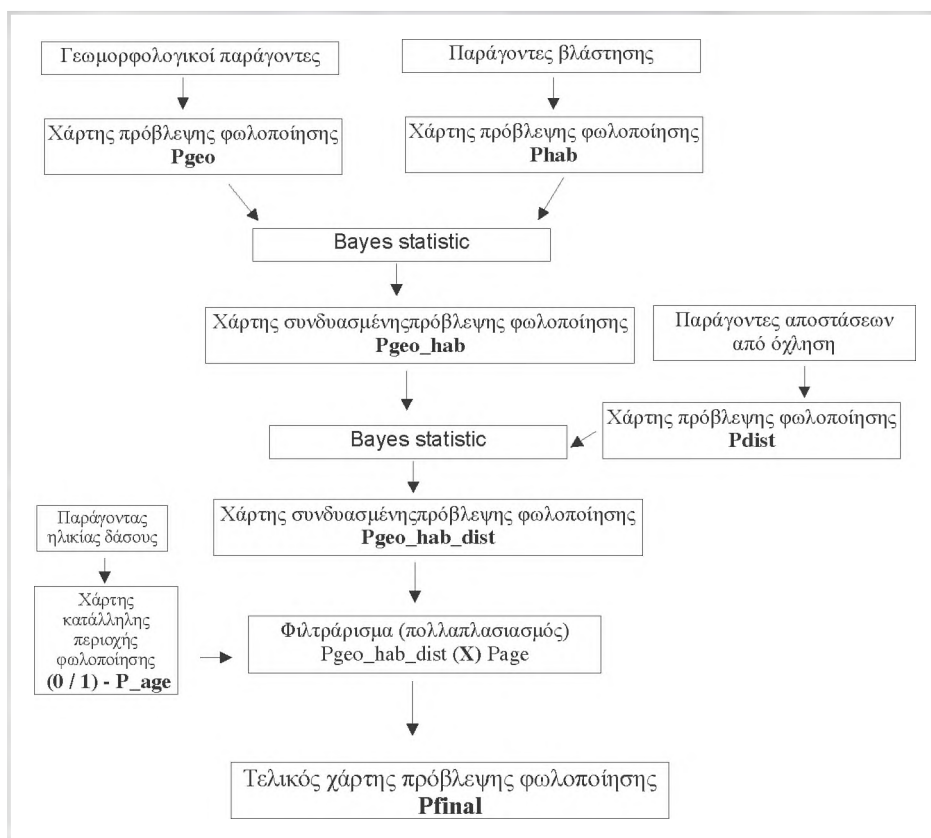 Γεωμορφολογικοί παράγοντες
Παράγοντες βλάστησης
Χάρτης πρόβλεψης φωλοποίησης
Pgeo
Χάρτης πρόβλεψης φωλοποίησης
Phab
Bayes statistic
Χάρτης συνδυασμένηςπρόβλεψης φωλοποίησης
Pgeo_hab
Παράγοντες αποστάσεων
από όχληση
Χάρτης πρόβλεψης φωλοποίησης
Pdist
Bayes statistic
Χάρτης συνδυασμένηςπρόβλεψης φωλοποίησης
Pgeo_hab_dist
Παράγοντας
ηλικίας δάσους
Χάρτης
κατάλληλης
περιοχής
φωλοποίησης
(0 / 1) - P_age
Φιλτράρισμα (πολλαπλασιασμός)
Pgeo_hab_dist (X) Page
Τελικός χάρτης πρόβλεψης φωλοποίησης
Pfinal